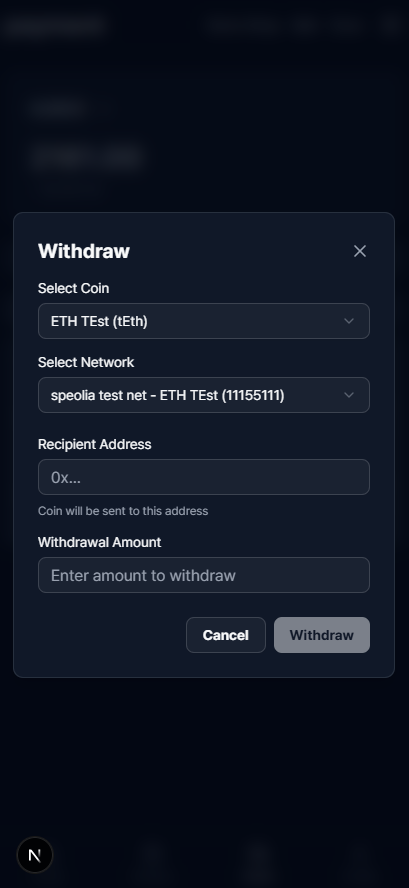 Withdraw
Select Coin
ETH TEst (tEth)
Select Network
speolia test net - ETH TEst (11155111)
Recipient Address
0x...
Coin will be sent to this address
Withdrawal Amount
Enter amount to withdraw
Cancel
Withdraw
N